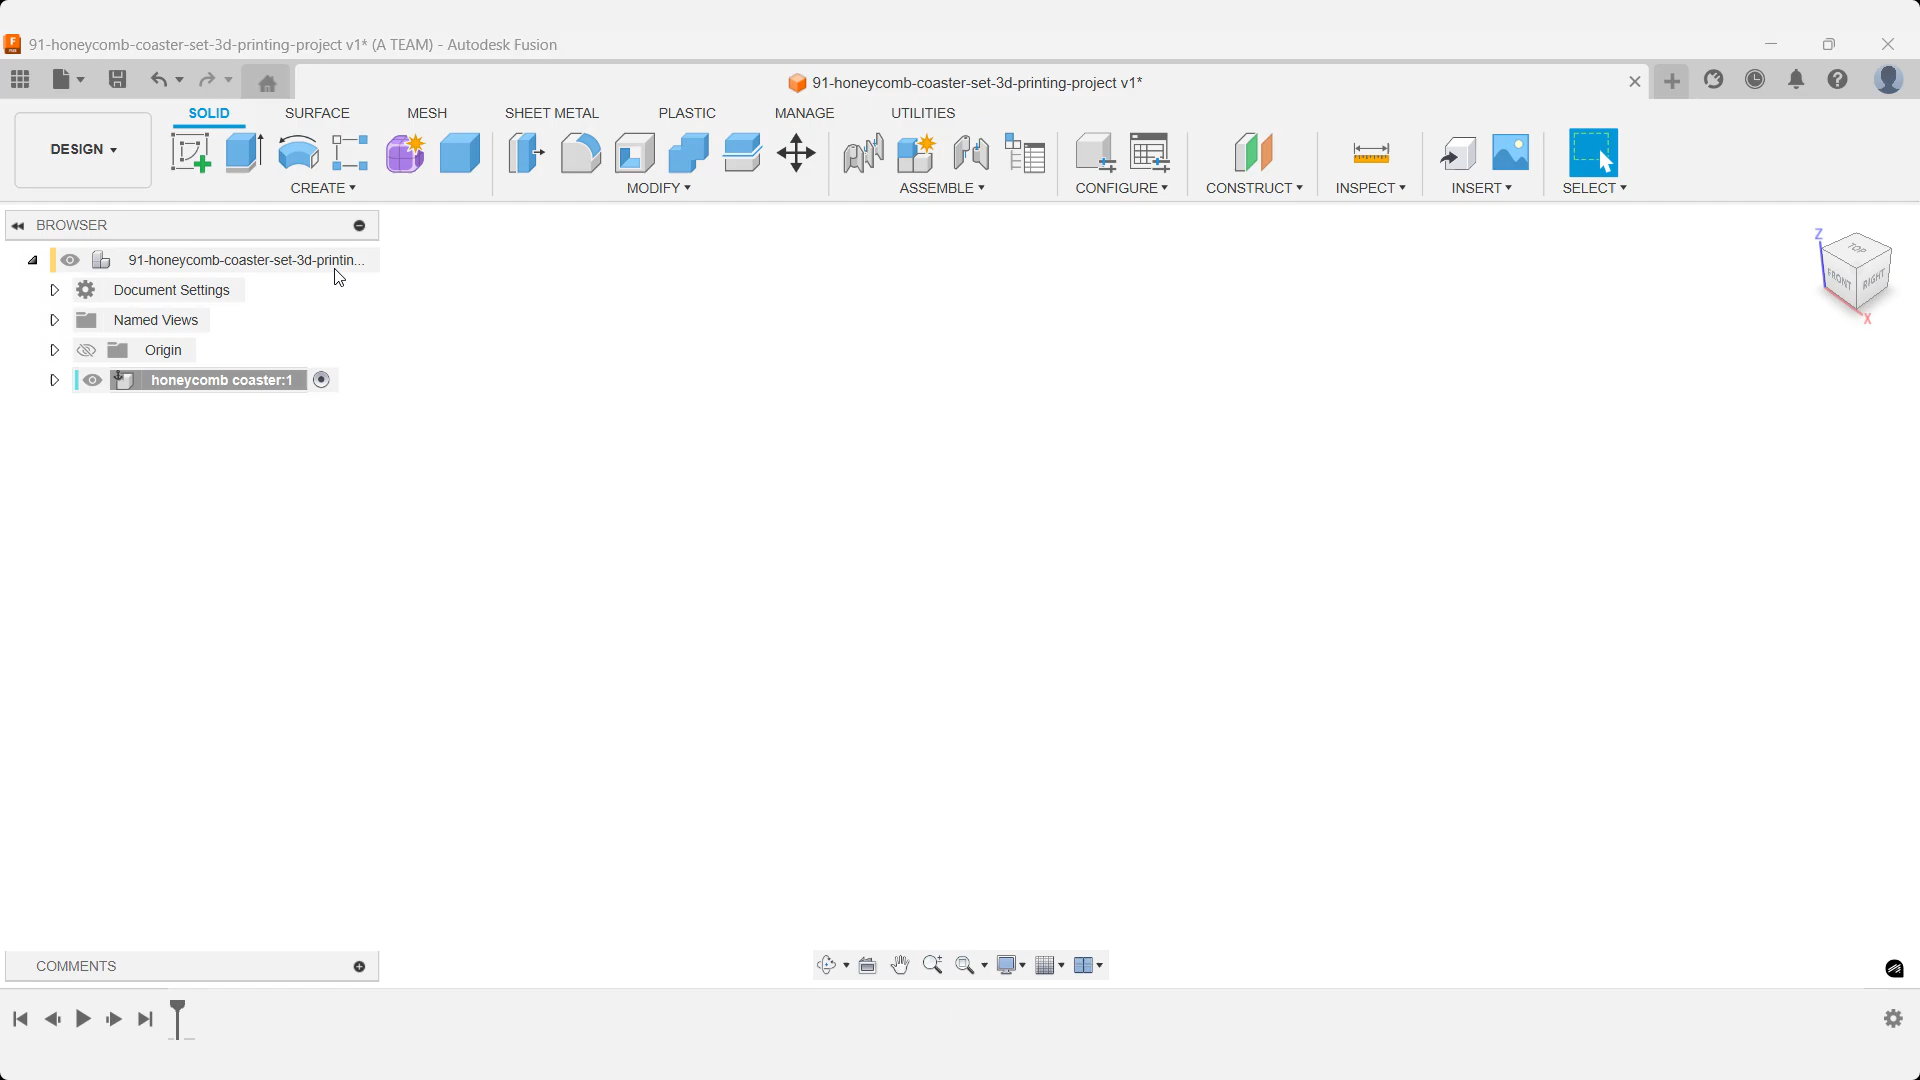 91-honeycomb-coaster-set-3d-printing-project v1* (A TEAM) - Autodesk Fusion
91-honeycomb-coaster-set-3d-printing-project v1*
SOLID SURFACE MESH SHEET METAL PLASTIC MANAGE UTILITIES
DESIGN
CREATE MODIFY ASSEMBLE CONFIGURE CONSTRUCT INSPECT INSERT SELECT
BROWSER
91-honeycomb-coaster-set-3d-printin...
Document Settings
Named Views
Origin
honeycomb coaster:1
Z
TOP
FRONT RIGHT
X
COMMENTS